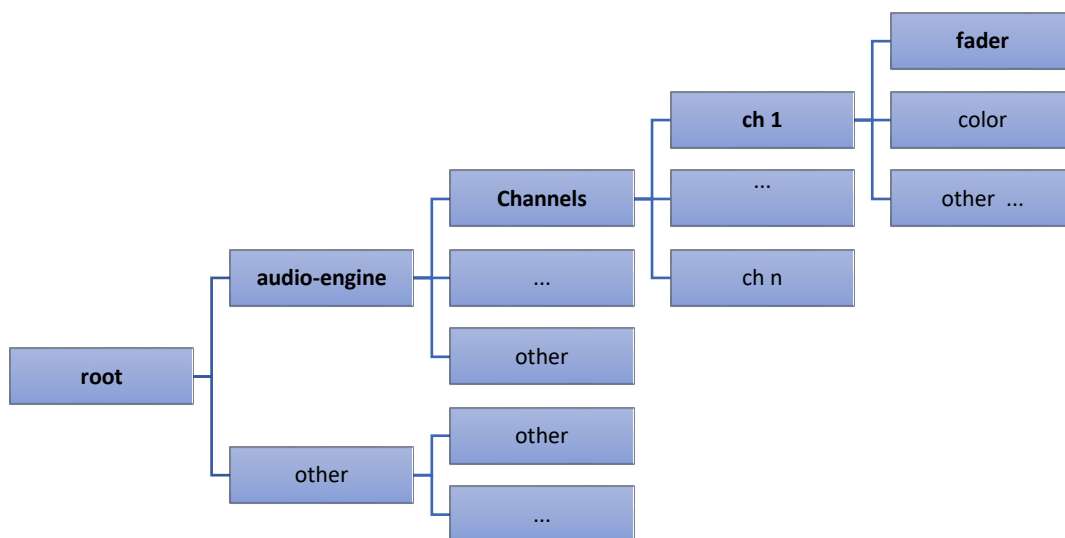 fader
ch 1
color
Channels
...
other ...
audio-engine
...
ch n
root
other
other
other
...